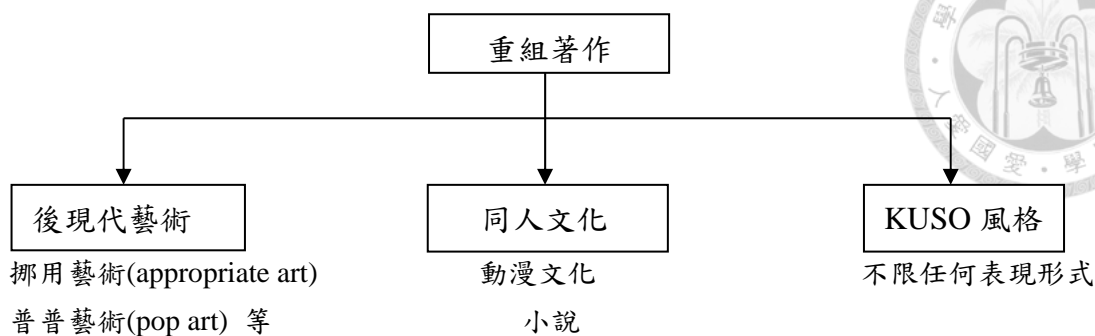 重組著作
後現代藝術
挪用藝術(appropriate art)
普普藝術(pop art) 等
同人文化
動漫文化
小說
KUSO 風格
不限任何表現形式